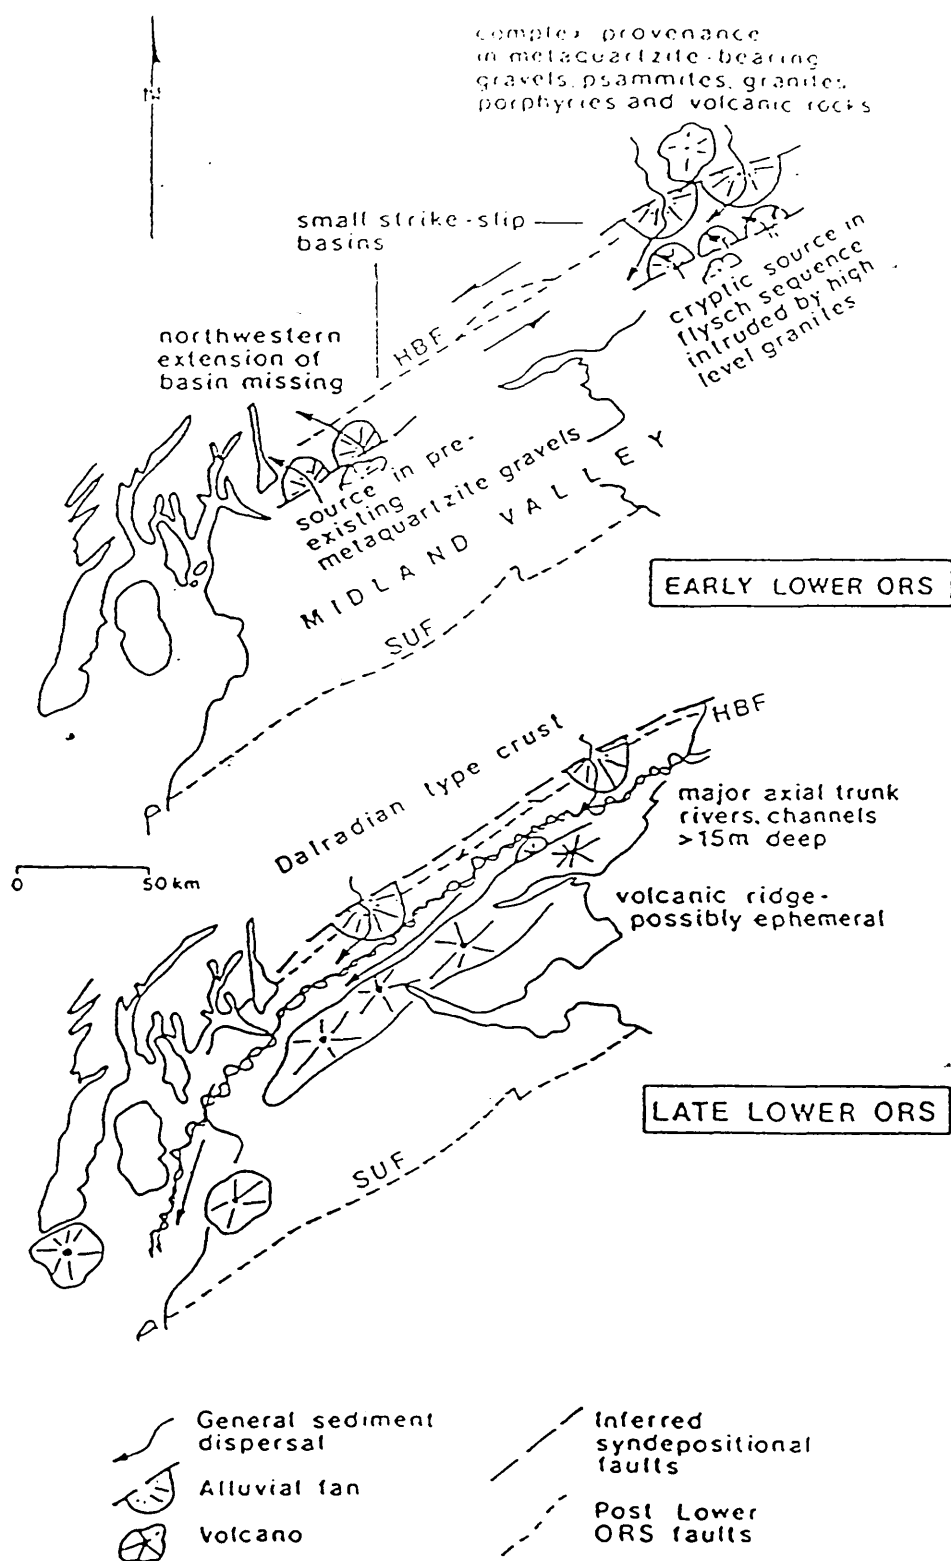 complex provenance
in metaquartzite-bearing
gravels, psammites, granites,
porphyries and volcanic rocks
N
small strike-slip
basins
cryptic source in
flysch sequence
intruded by high
level granites
HBF
northwestern
extension of
basin missing
source in pre-
existing
metaquartzite gravels
MIDLAND VALLEY
EARLY LOWER ORS
SUF
HBF
Dalradian type crust
major axial trunk
rivers, channels
>15m deep
0 50 km
volcanic ridge-
possibly ephemeral
LATE LOWER ORS
SUF
General sediment
dispersal
Alluvial fan
Volcano
Inferred
syndepositional
faults
Post Lower
ORS faults